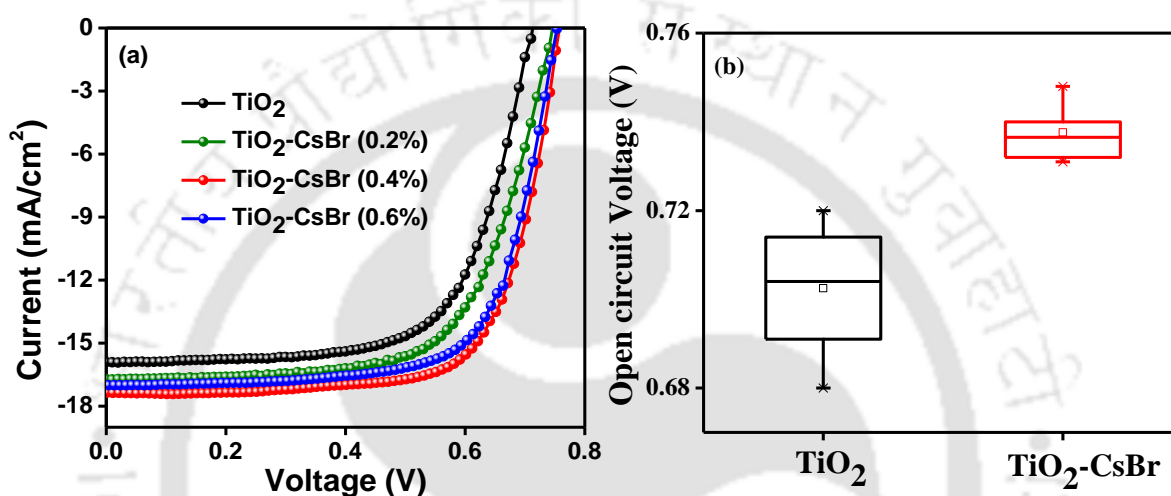 (a)
TiO2
TiO2-CsBr (0.2%)
TiO2-CsBr (0.4%)
TiO2-CsBr (0.6%)
0
-3
-6
-9
-12
-15
-18
Current (mA/cm²)
0.0 0.2 0.4 0.6 0.8
Voltage (V)
(b)
0.76
0.72
0.68
Open circuit Voltage (V)
TiO2 TiO2-CsBr